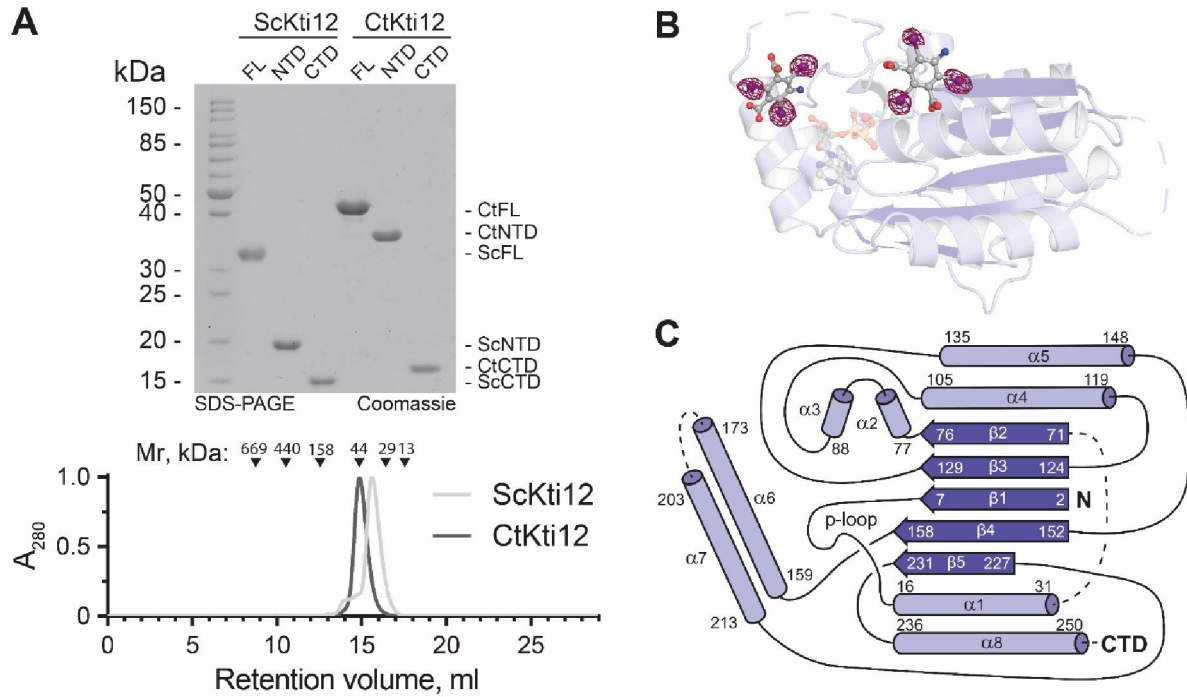 A
ScKti12 CtKti12
kDa FL NTD CTD FL NTD CTD
150 -
85 -
50 -
40 -
30 -
25 -
20 -
15 -
- CtFL
- CtNTD
- ScFL
- ScNTD
- CtCTD
- ScCTD
SDS-PAGE Coomassie
Mr, kDa: 669 440 158 44 29 13
ScKti12
CtKti12
A280
1.0
0.5
0
0 5 10 15 20 25
Retention volume, ml
B
C
135 α5 148
105 α4 119
α3 α2
88 77
76 β2 71
129 β3 124
7 β1 2 N
p-loop
158 β4 152
231 β5 227
173
203
α6
α7
159
213
16 α1 31
236 α8 250 CTD